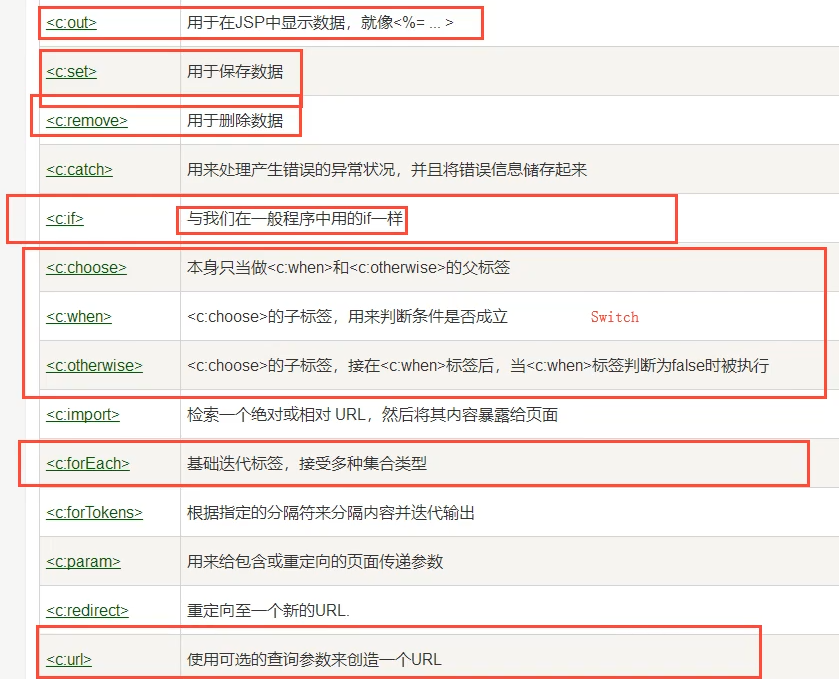 <c:out> 用于在JSP中显示数据，就像<%= ... >
<c:set> 用于保存数据
<c:remove> 用于删除数据
<c:catch> 用来处理产生错误的异常状况，并且将错误信息储存起来
<c:if> 与我们在一般程序中用的if一样
<c:choose> 本身只当做<c:when>和<c:otherwise>的父标签
<c:when> <c:choose>的子标签，用来判断条件是否成立 Switch
<c:otherwise> <c:choose>的子标签，接在<c:when>标签后，当<c:when>标签判断为false时被执行
<c:import> 检索一个绝对或相对 URL，然后将其内容暴露给页面
<c:forEach> 基础迭代标签，接受多种集合类型
<c:forTokens> 根据指定的分隔符来分隔内容并迭代输出
<c:param> 用来给包含或重定向的页面传递参数
<c:redirect> 重定向至一个新的URL.
<c:url> 使用可选的查询参数来创造一个URL